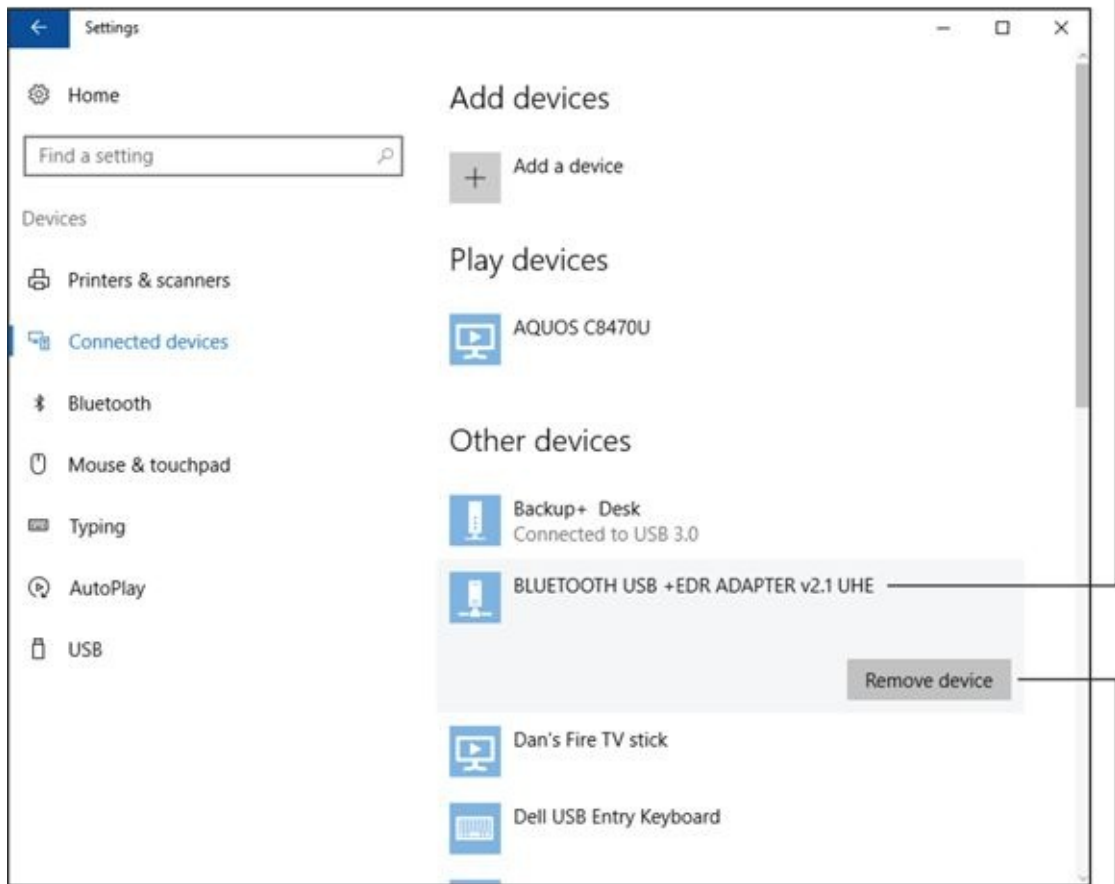 Settings
Home
Find a setting
Devices
Printers & scanners
Connected devices
Bluetooth
Mouse & touchpad
Typing
AutoPlay
USB
Add devices
Add a device
Play devices
AQUOS C8470U
Other devices
Backup+  Desk
Connected to USB 3.0
BLUETOOTH USB +EDR ADAPTER v2.1 UHE
Remove device
Dan's Fire TV stick
Dell USB Entry Keyboard